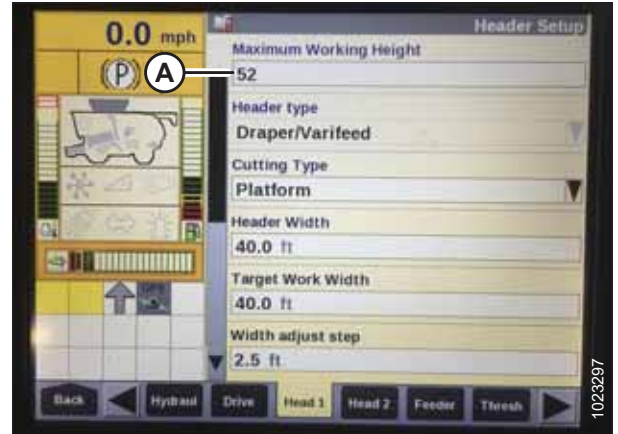 0.0 mph
Header Setup
(P)
A
Maximum Working Height
52
Header type
Draper/Varifeed
Cutting Type
Platform
Header Width
40.0 ft
Target Work Width
40.0 ft
Width adjust step
2.5 ft
Back
Hydraul
Drive
Head 1
Head 2
Feeder
Thresh
1023297